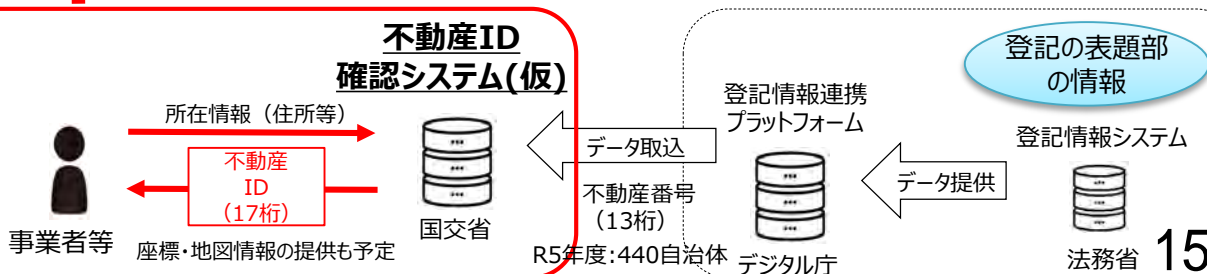 不動産ID
確認システム(仮)
登記の表題部
の情報
所在情報（住所等）
登記情報連携
プラットフォーム
登記情報システム
不動産
ID
（17桁）
データ取込
データ提供
不動産番号
（13桁）
事業者等
座標・地図情報の提供も予定
国交省
R5年度:440自治体
デジタル庁
法務省
15